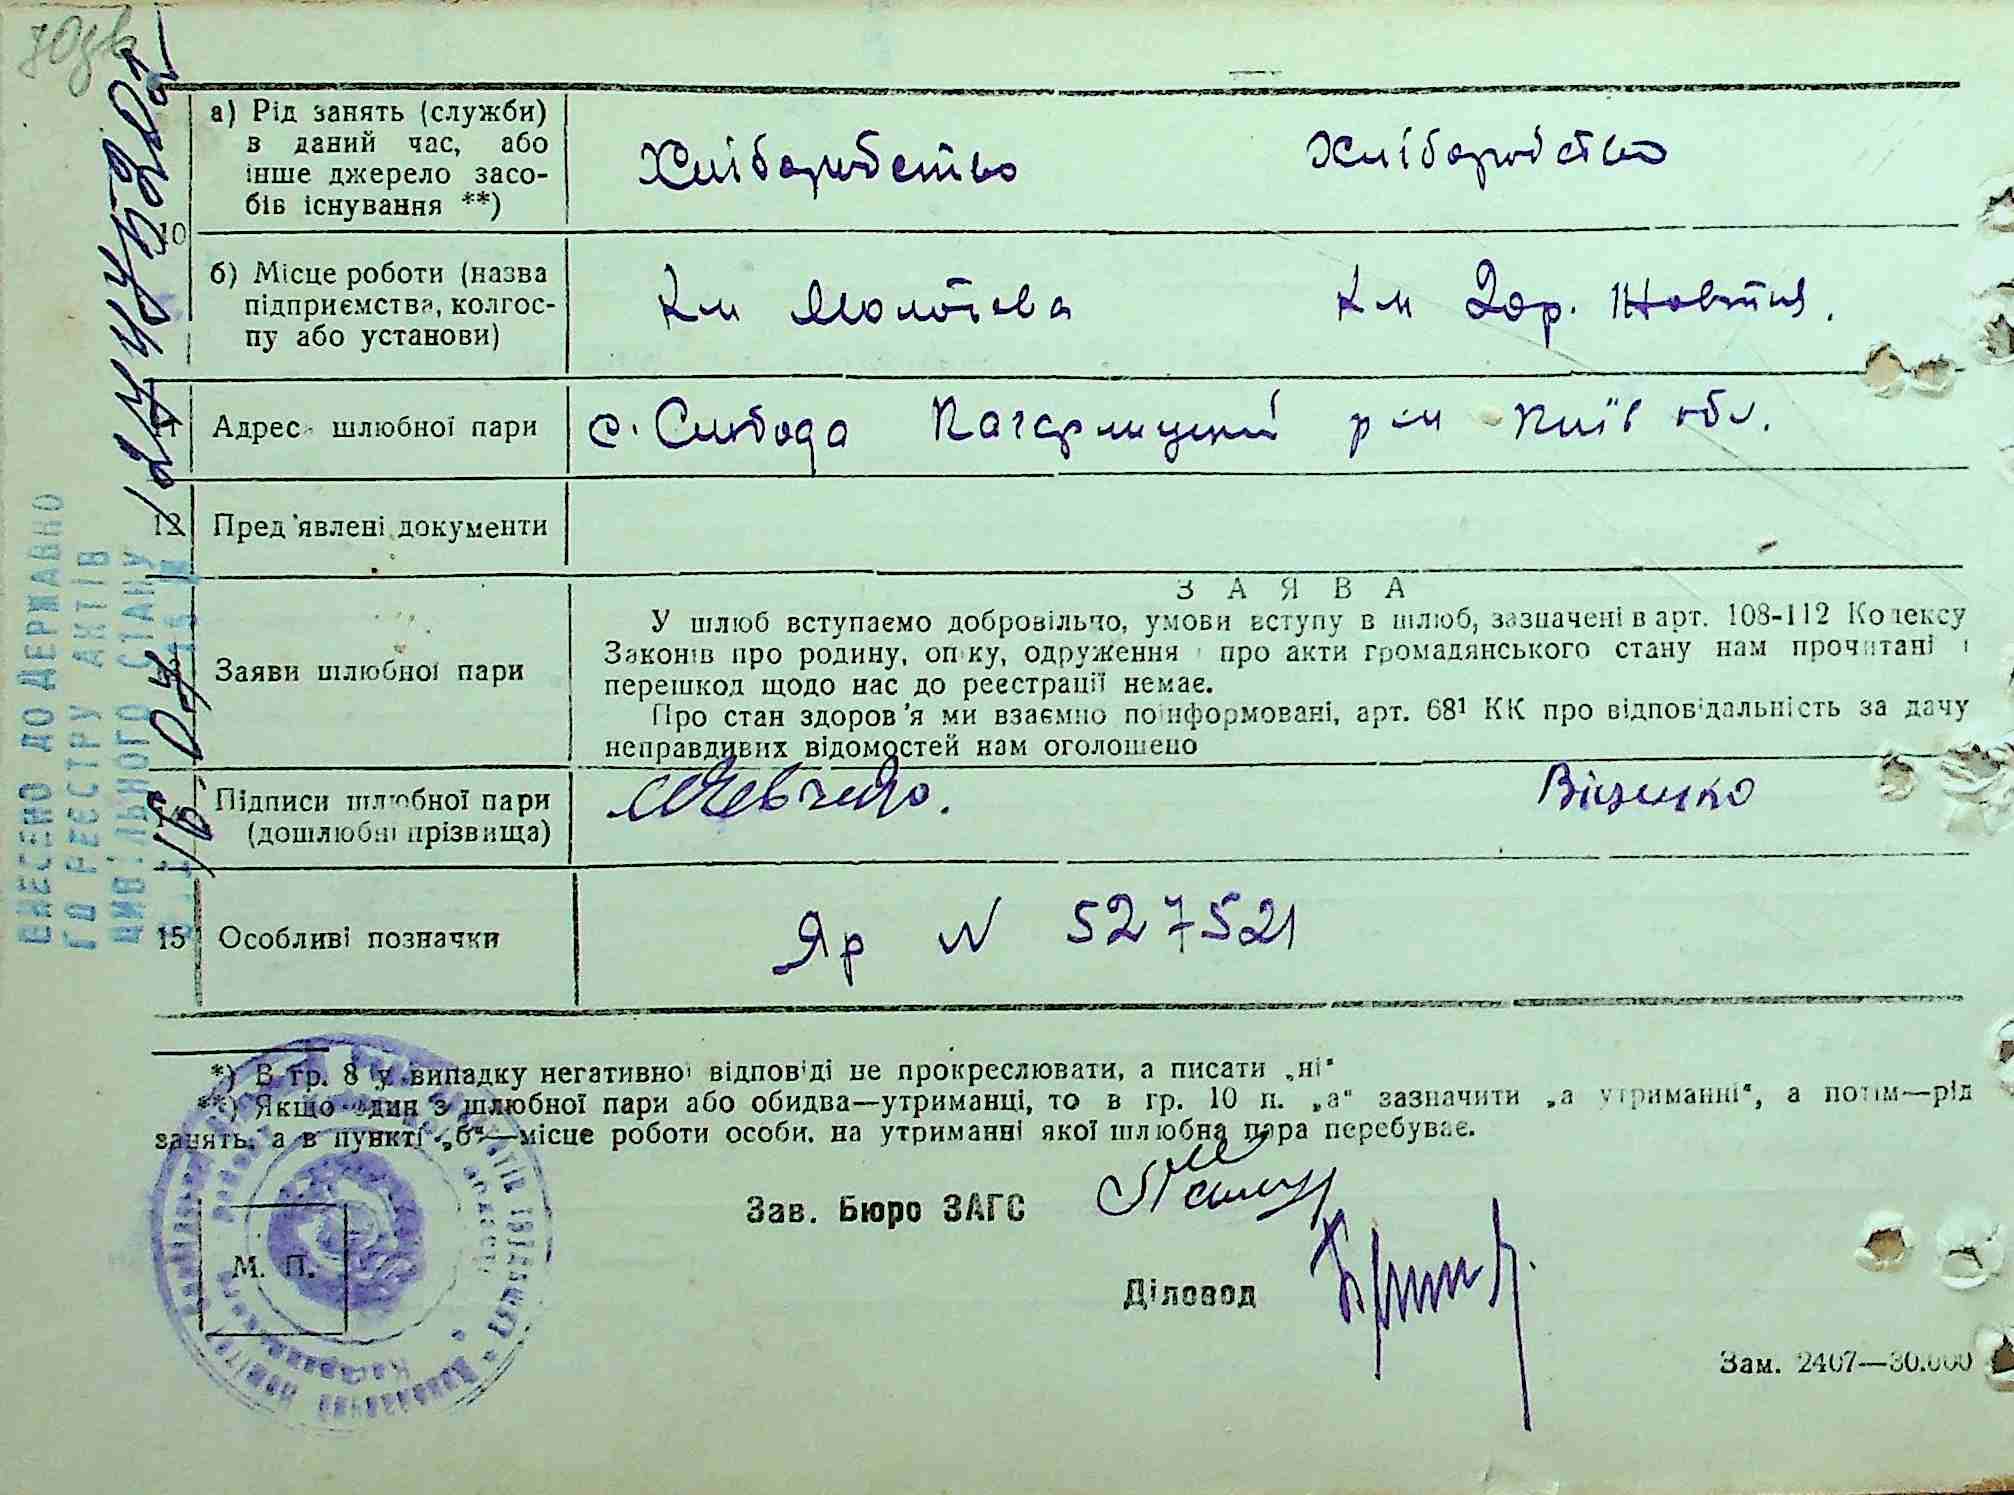 а) Рід занять (служби)
в даний час, або
інше джерело засо-
бів існування **)
Хліборобство Хліборобство
10
б) Місце роботи (назва
підприємства, колгос-
пу або установи)
К-м Молотова К-м Жовтня.
11 Адрес шлюбної пари с. Слобода Кагарлицький р-н Київ обл.
12 Пред'явлені документи
ЗАЯВА
У шлюб вступаємо добровільно, умови вступу в шлюб, зазначені в арт. 108-112 Кодексу
Законів про родину, опіку, одруження і про акти громадянського стану нам прочитані і
перешкод щодо нас до реєстрації немає.
Про стан здоров'я ми взаємно поінформовані, арт. 68¹ КК про відповідальність за дачу
неправдивих відомостей нам оголошено
13 Заяви шлюбної пари
Підписи шлюбної пари
(дошлюбні прізвища)
Шевченко.
15 Особливі позначки Яр N 527521
*) В гр. 8 у випадку негативної відповіді не прокреслювати, а писати „ні"
**) Якщо один з шлюбної пари або обидва—утриманці, то в гр. 10 п. „а" зазначити „а утриманні", а потім—рід
занять, а в пункті „б"—місце роботи особи, на утриманні якої шлюбна пара перебуває.
Зав. Бюро ЗАГС
М. П.
Діловод
Зам. 2407—30.000
ВНЕСЕНО ДО ДЕРЖАВНО
ГО РЕЄСТРУ АКТІВ
ЦИВІЛЬНОГО СТАНУ